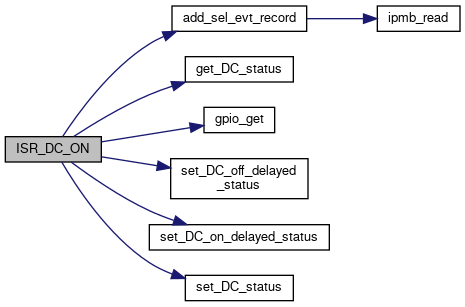 add_sel_evt_record
ipmb_read
get_DC_status
gpio_get
ISR_DC_ON
set_DC_off_delayed
_status
set_DC_on_delayed_status
set_DC_status